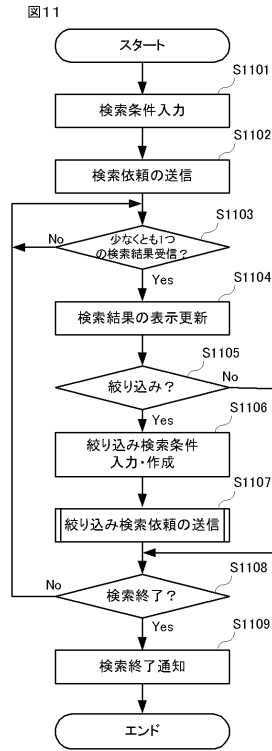 図11
スタート
S1101
検索条件入力
S1102
検索依頼の送信
S1103
少なくとも1つ
の検索結果受信?
No
Yes
S1104
検索結果の表示更新
S1105
絞り込み?
No
Yes
S1106
絞り込み検索条件
入力・作成
S1107
絞り込み検索依頼の送信
S1108
検索終了?
No
Yes
S1109
検索終了通知
エンド